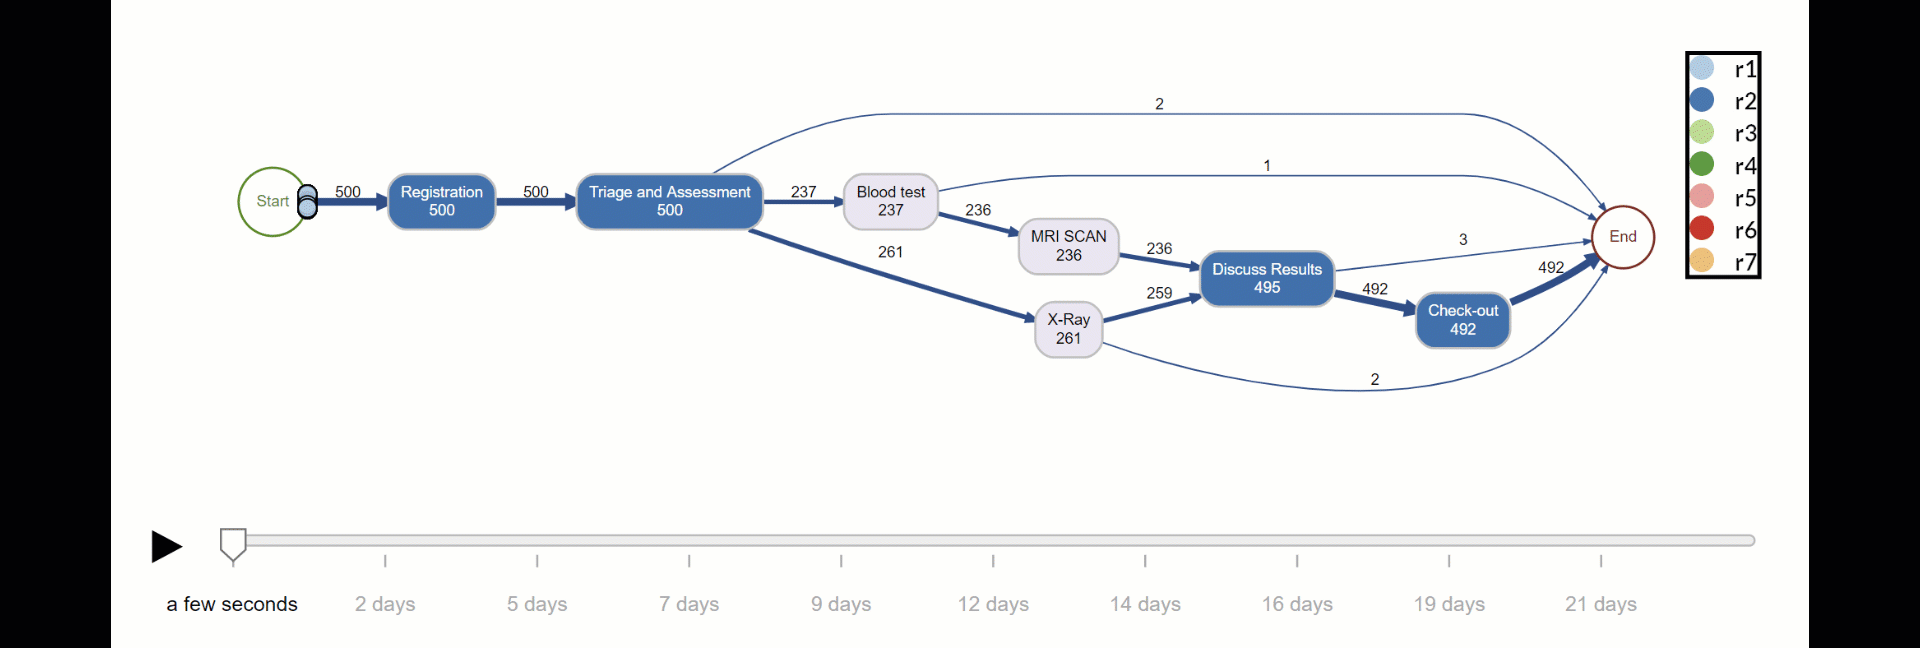 2
1
Start
500
Registration
500
500
Triage and Assessment
500
237
Blood test
237
236
261
MRI SCAN
236
236
259
X-Ray
261
Discuss Results
495
3
492
Check-out
492
492
2
End
r1
r2
r3
r4
r5
r6
r7
a few seconds
2 days
5 days
7 days
9 days
12 days
14 days
16 days
19 days
21 days